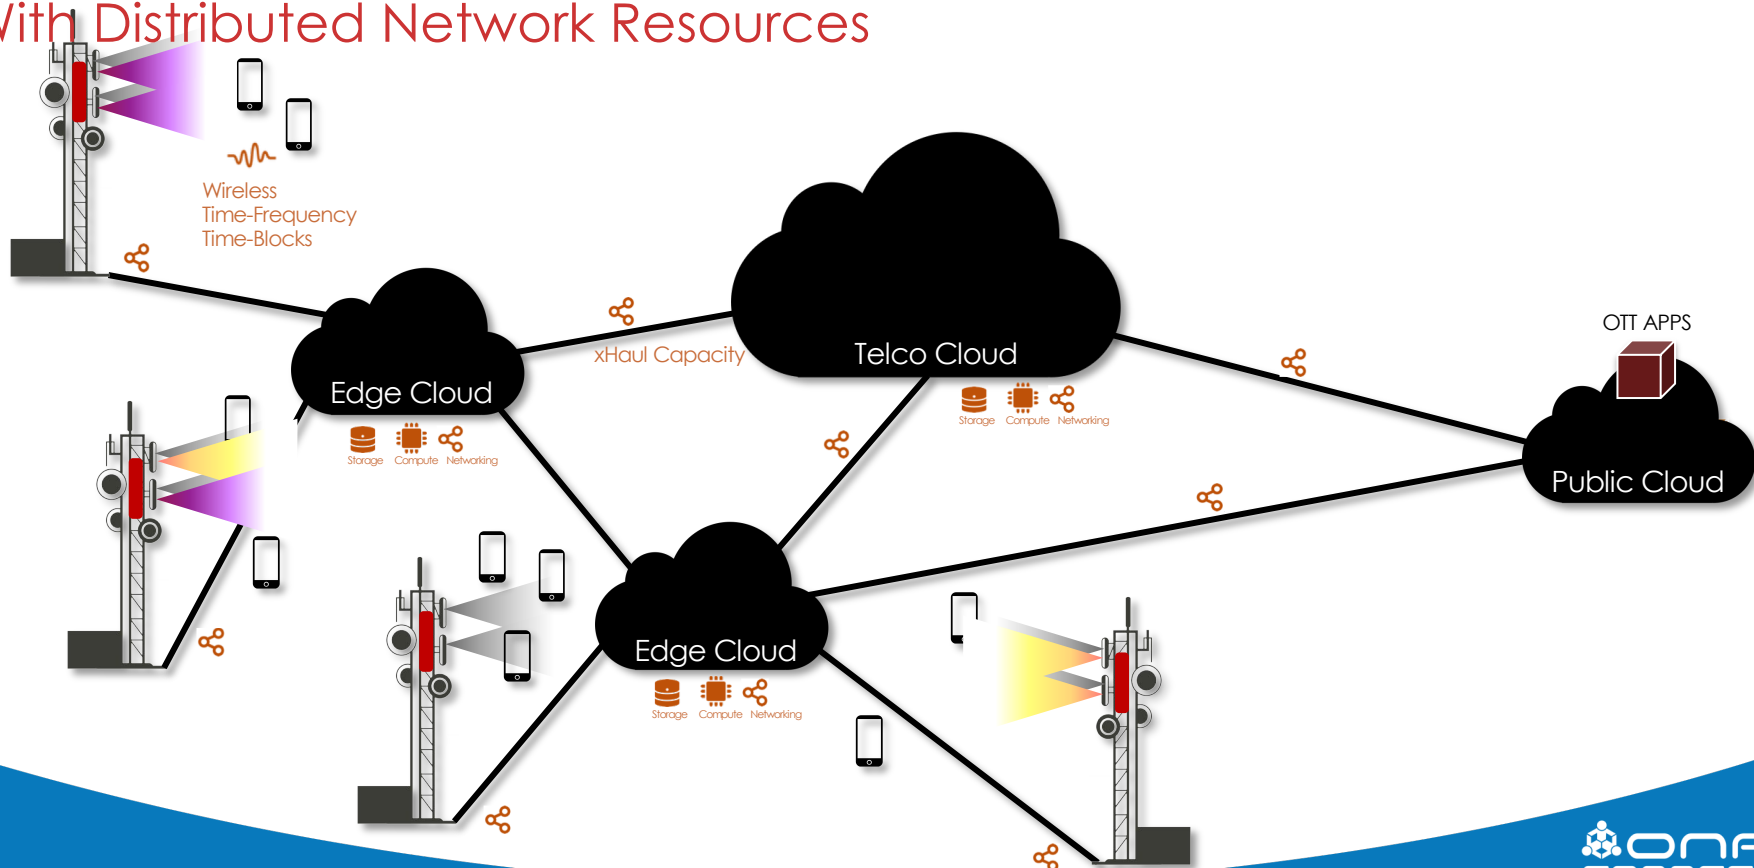 With Distributed Network Resources
Wireless
Time-Frequency
Time-Blocks
xHaul Capacity
Telco Cloud
Storage Compute Networking
OTT APPS
Public Cloud
Edge Cloud
Storage Compute Networking
Edge Cloud
Storage Compute Networking